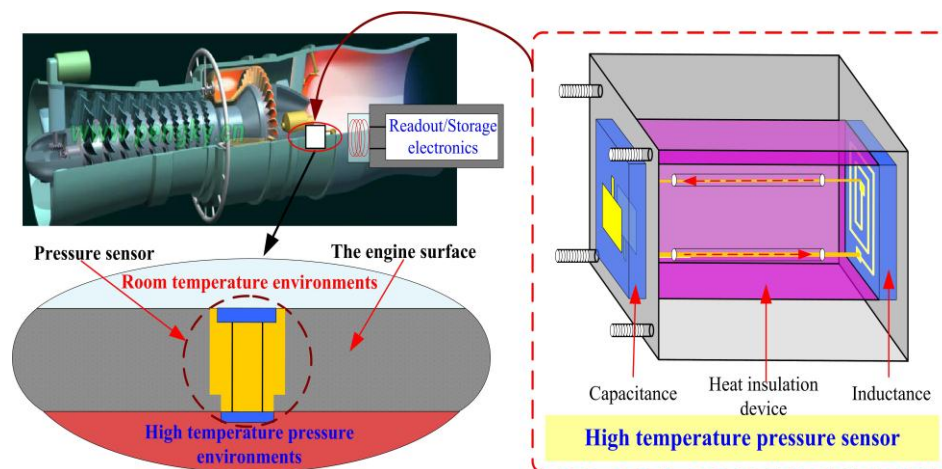 Readout/Storage
electronics
Pressure sensor
The engine surface
Room temperature environments
High temperature pressure
environments
Capacitance
Heat insulation
device
Inductance
High temperature pressure sensor